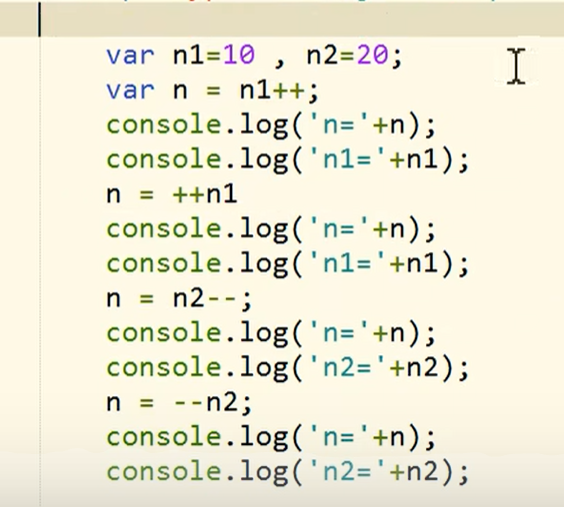 var n1=10 , n2=20;
var n = n1++;
console.log('n='+n);
console.log('n1='+n1);
n = ++n1
console.log('n='+n);
console.log('n1='+n1);
n = n2--;
console.log('n='+n);
console.log('n2='+n2);
n = --n2;
console.log('n='+n);
console.log('n2='+n2);